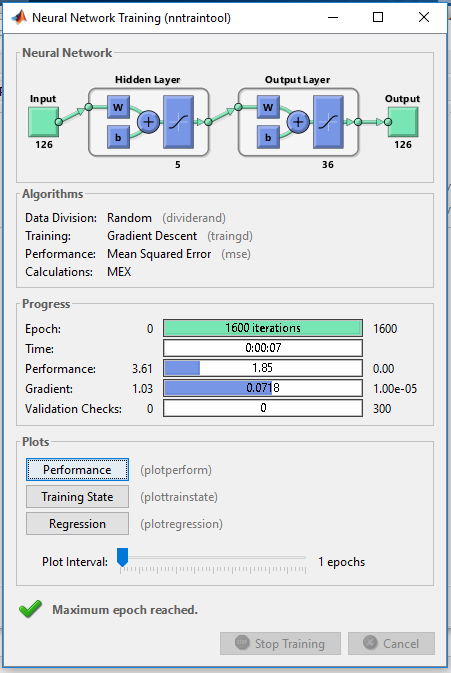 Neural Network Training (nntraintool)
Neural Network
Hidden Layer
Output Layer
Input
Output
W
W
b
b
126
5
36
126
Algorithms
Data Division: Random (dividerand)
Training: Gradient Descent (traingd)
Performance: Mean Squared Error (mse)
Calculations: MEX
Progress
Epoch: 0 1600 iterations 1600
Time: 0:00:07
Performance: 3.61 1.85 0.00
Gradient: 1.03 0.0718 1.00e-05
Validation Checks: 0 0 300
Plots
Performance (plotperform)
Training State (plottrainstate)
Regression (plotregression)
Plot Interval: 1 epochs
Maximum epoch reached.
Stop Training Cancel